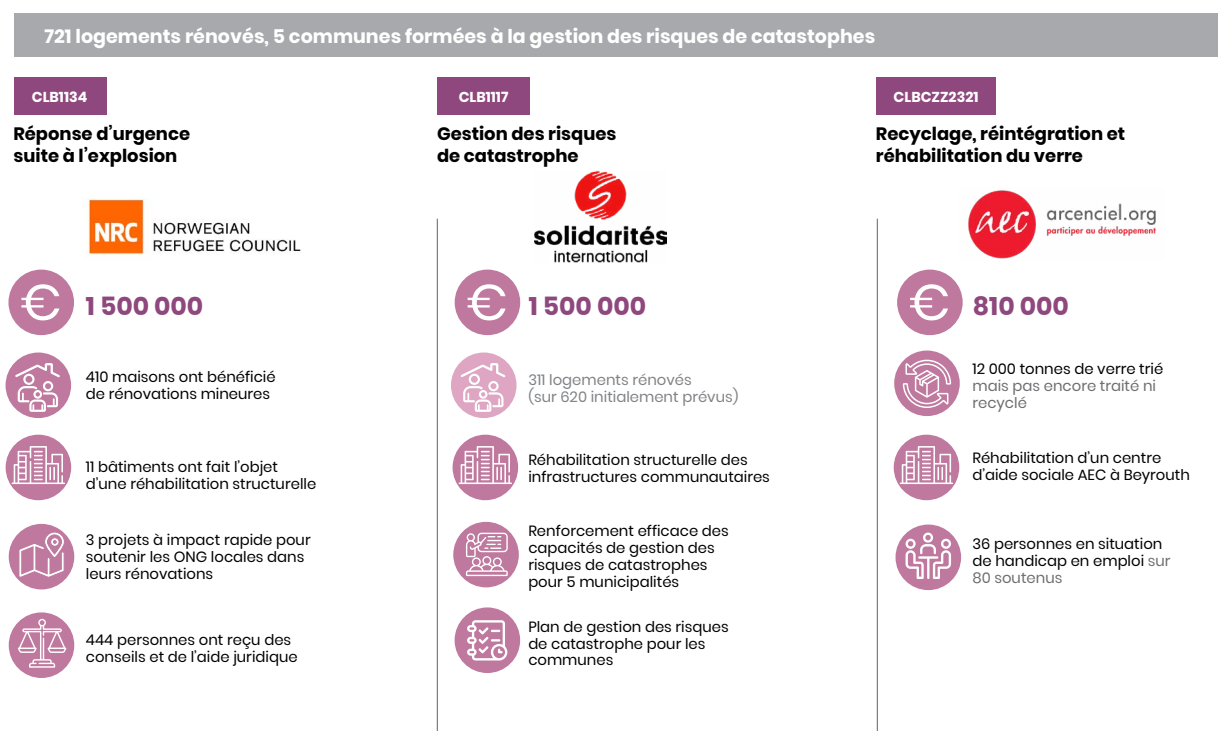 721 logements rénovés, 5 communes formées à la gestion des risques de catastophes
CLB1134
Réponse d'urgence
suite à l'explosion
NRC
NORWEGIAN
REFUGEE COUNCIL
€
1 500 000
410 maisons ont bénéficié
de rénovations mineures
11 bâtiments ont fait l'objet
d'une réhabilitation structurelle
3 projets à impact rapide pour
soutenir les ONG locales dans
leurs rénovations
444 personnes ont reçu des
conseils et de l'aide juridique
CLB1117
Gestion des risques
de catastrophe
solidarités
international
€
1 500 000
311 logements rénovés
(sur 620 initialement prévus)
Réhabilitation structurelle des
infrastructures communautaires
Renforcement efficace des
capacités de gestion des
risques de catastrophes
pour 5 municipalités
Plan de gestion des risques
de catastrophe pour les
communes
CLBCZZ2321
Recyclage, réintégration et
réhabilitation du verre
aec
arcenciel.org
participer au développement
€
810 000
12 000 tonnes de verre trié
mais pas encore traité ni
recyclé
Réhabilitation d'un centre
d'aide sociale AEC à Beyrouth
36 personnes en situation
de handicap en emploi sur
80 soutenus